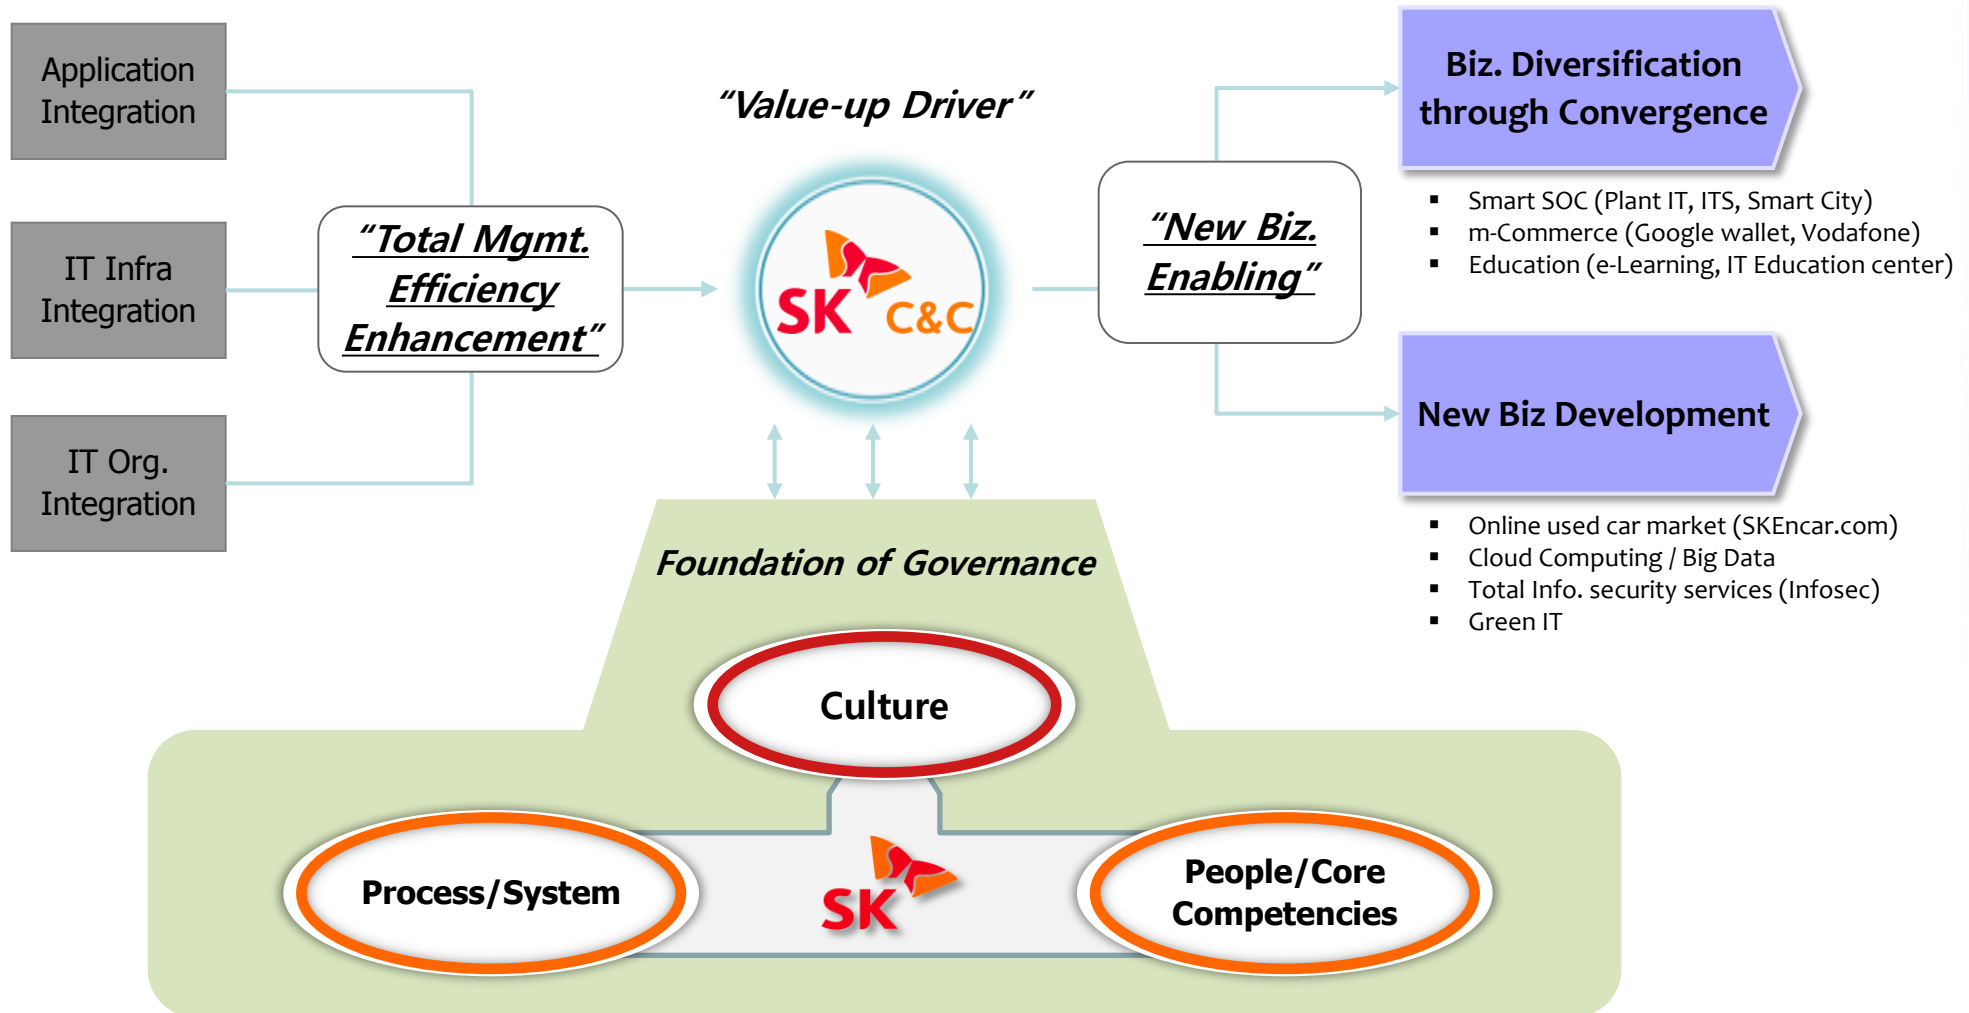 Application
Integration
IT Infra
Integration
IT Org.
Integration
“Total Mgmt.
Efficiency
Enhancement”
“Value-up Driver”
SK C&C
“New Biz.
Enabling”
Biz. Diversification
through Convergence
▪ Smart SOC (Plant IT, ITS, Smart City)
▪ m-Commerce (Google wallet, Vodafone)
▪ Education (e-Learning, IT Education center)
New Biz Development
▪ Online used car market (SKEncar.com)
▪ Cloud Computing / Big Data
▪ Total Info. security services (Infosec)
▪ Green IT
Foundation of Governance
Culture
Process/System
SK
People/Core
Competencies